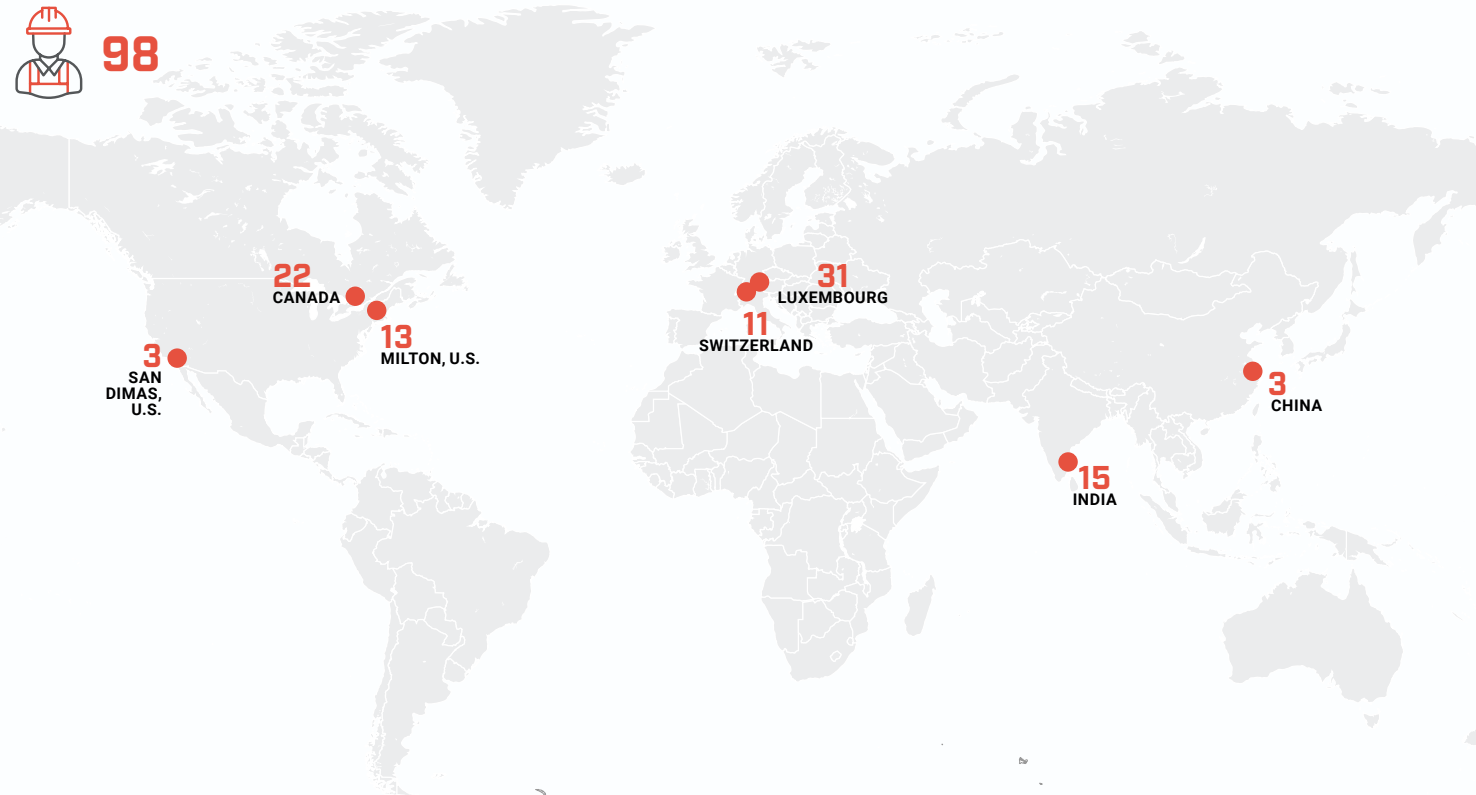 98
22
CANADA
13
MILTON, U.S.
3
SAN
DIMAS,
U.S.
31
LUXEMBOURG
11
SWITZERLAND
3
CHINA
15
INDIA